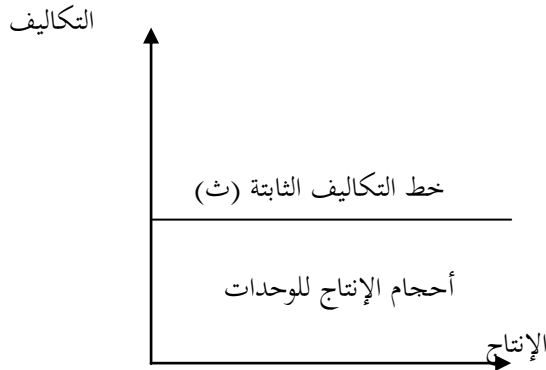 التكاليف
خط التكاليف الثابتة (ث)
أحجام الإنتاج للوحدات
الإنتاج